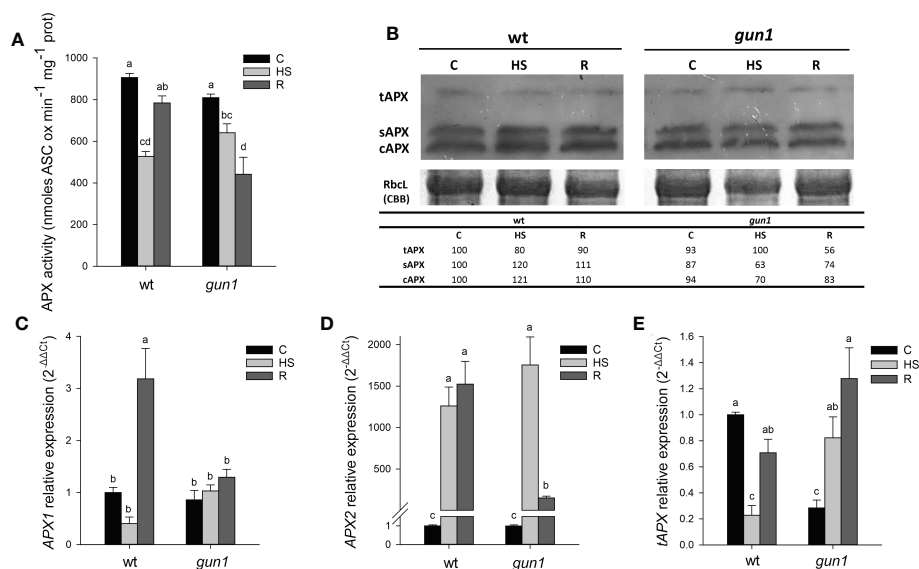 A
APX activity (nmoles ASC ox min-1 mg-1 prot)
1000
800
600
400
200
0
a
cd
ab
a
bc
d
C
HS
R
wt
gun1
B
wt
gun1
C HS R C HS R
tAPX
sAPX
cAPX
RbcL
(CBB)
wt gun1
C HS R C HS R
tAPX 100 80 90 93 100 56
sAPX 100 120 111 87 63 74
cAPX 100 121 110 94 70 83
C
APX1 relative expression (2-ΔΔCt)
4
3
2
1
0
b
b
a
b
b
b
C
HS
R
wt
gun1
D
APX2 relative expression (2-ΔΔCt)
2000
1500
1000
500
1
0
c
a
a
c
a
b
C
HS
R
wt
gun1
E
tAPX relative expression (2-ΔΔCt)
1.6
1.4
1.2
1.0
0.8
0.6
0.4
0.2
0.0
a
c
ab
c
ab
a
C
HS
R
wt
gun1